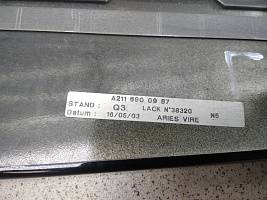 A211 690 09 87
STAND : Q3 LACK N°38320
Datum : 16/05/03 ARIES VIRE N5